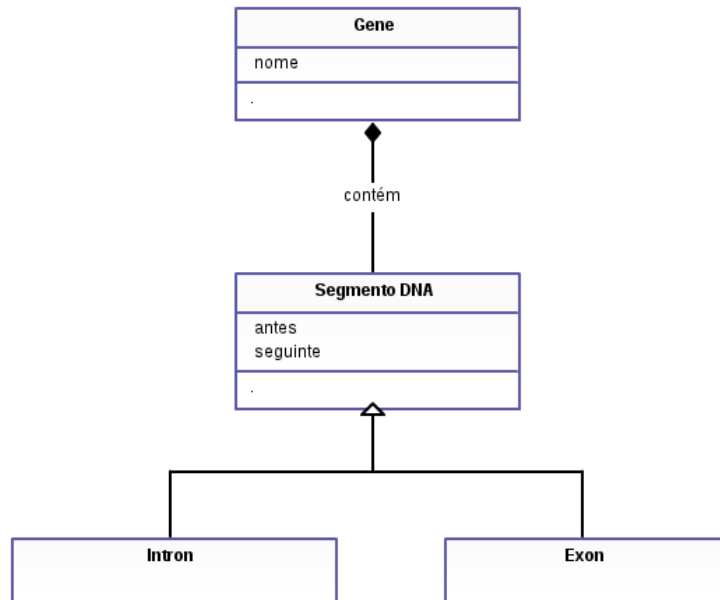 Gene
nome
.
contém
Segmento DNA
antes
seguinte
.
Intron
Exon